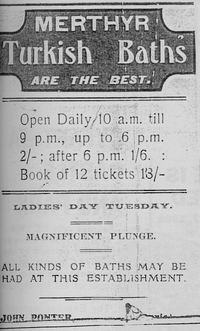 MERTHYR
Turkish Baths
ARE THE BEST.
Open Daily 10 a.m. till
9 p.m., up to 6 p.m.
2/-; after 6 p.m. 1/6. :
Book of 12 tickets 18/-
LADIES' DAY TUESDAY.
MAGNIFICENT PLUNGE.
ALL KINDS OF BATHS MAY BE
HAD AT THIS ESTABLISHMENT.
JOHN